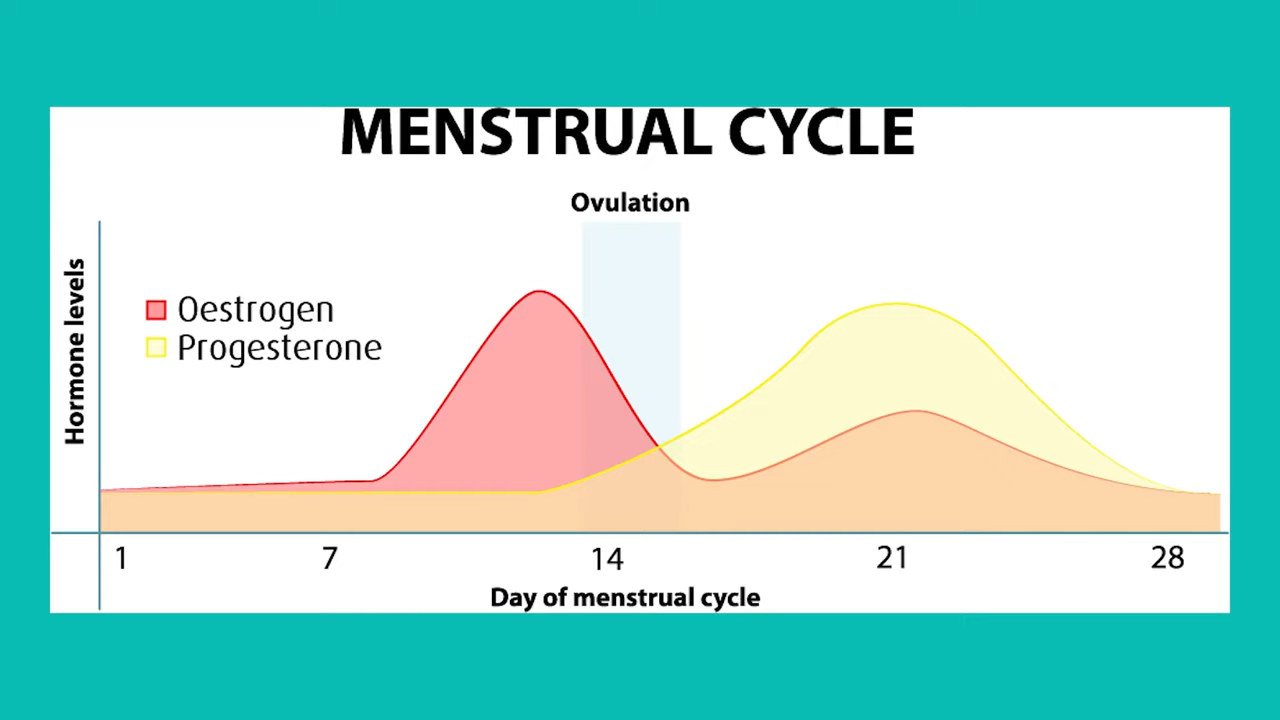 MENSTRUAL CYCLE
Ovulation
Hormone levels
Oestrogen
Progesterone
1 7 14 21 28
Day of menstrual cycle